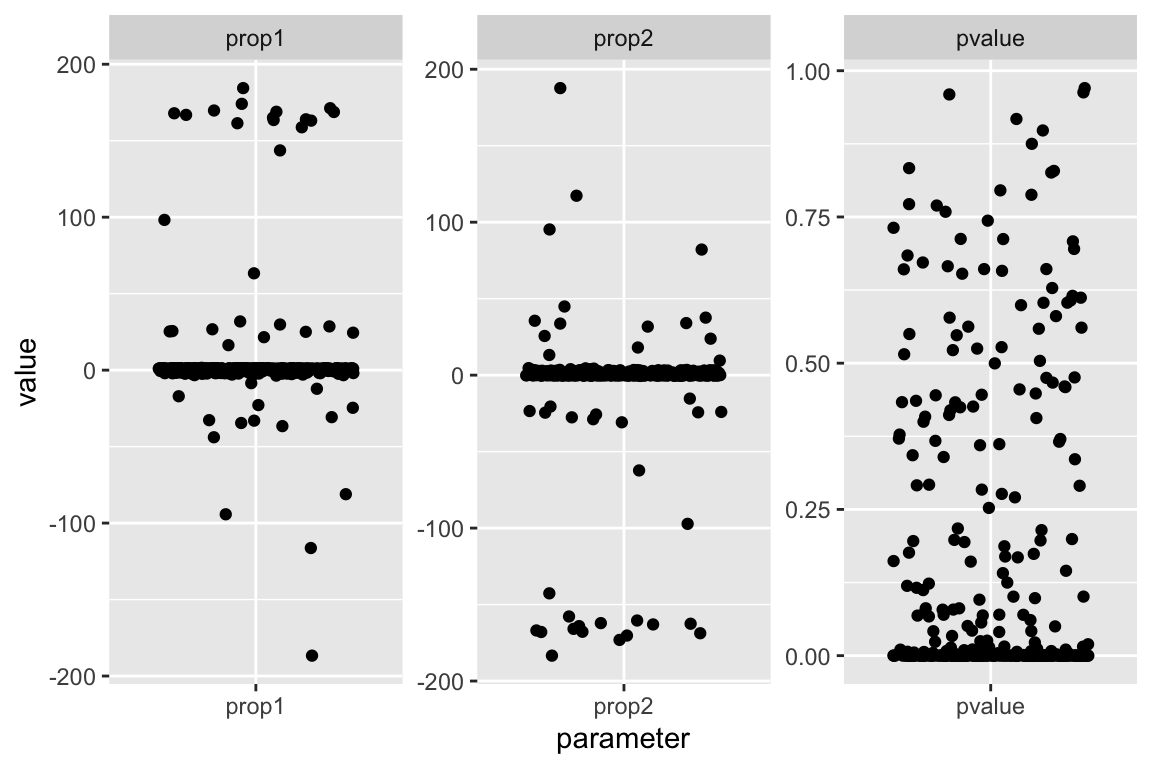 prop1 prop2 pvalue
200 200 1.00
100 100 0.75
0 0 0.50
-100 -100 0.25
-200 -200 0.00
value
prop1 prop2 pvalue
parameter